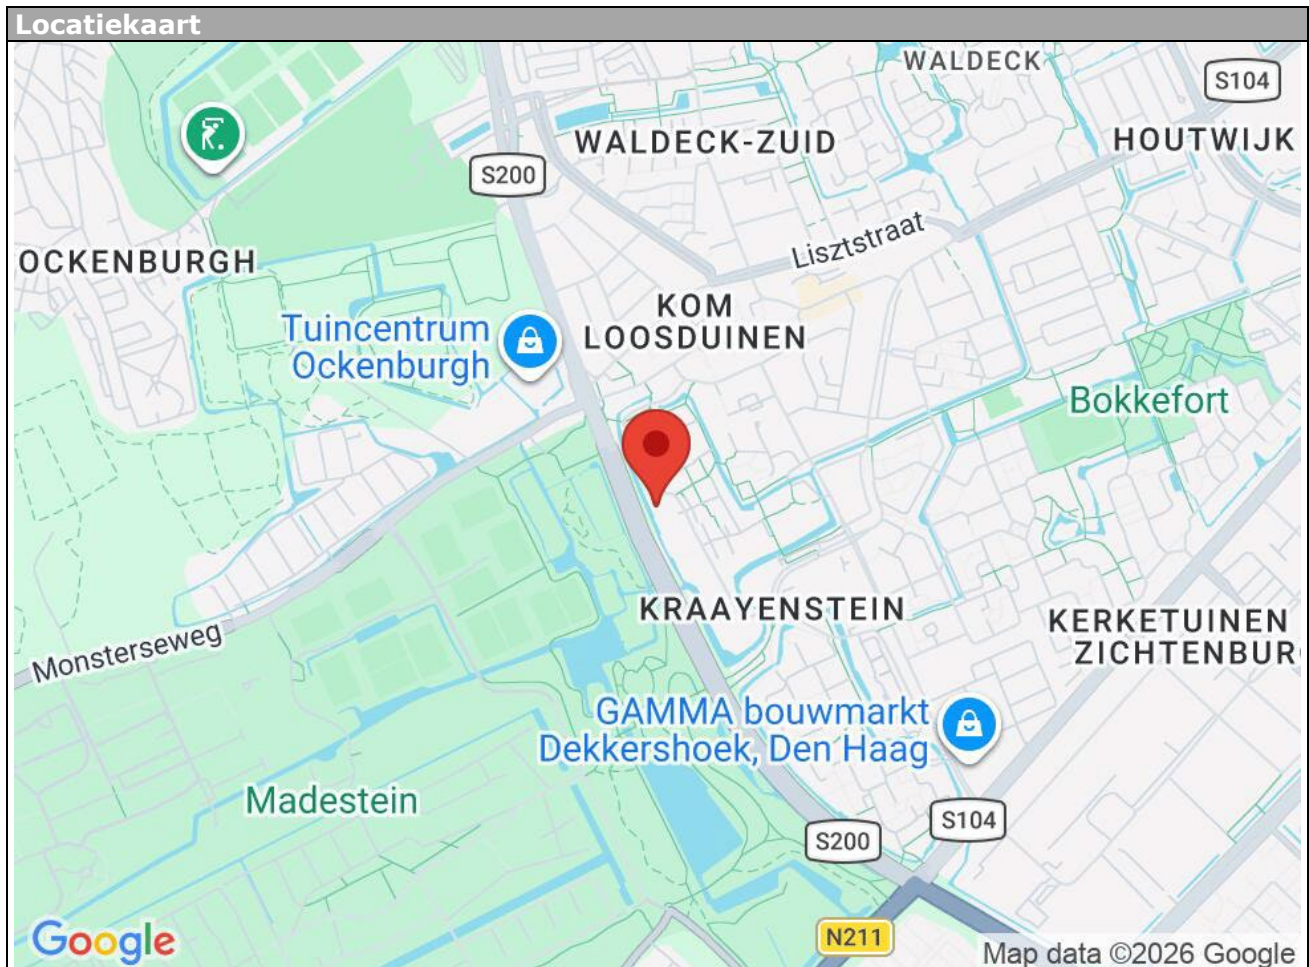 Locatiekaart
WALDECK
S104
WALDECK-ZUID
HOUTWIJK
S200
Lisztstraat
OCKENBURGH
KOM
LOOSDUINEN
Tuincentrum
Ockenburgh
Bokkefort
KRAAYENSTEIN
KERKETUINEN
ZICHTENBUR
Monsterseweg
GAMMA bouwmarkt
Dekkershoek, Den Haag
Madestein
S104
S200
N211
Google
Map data ©2026 Google